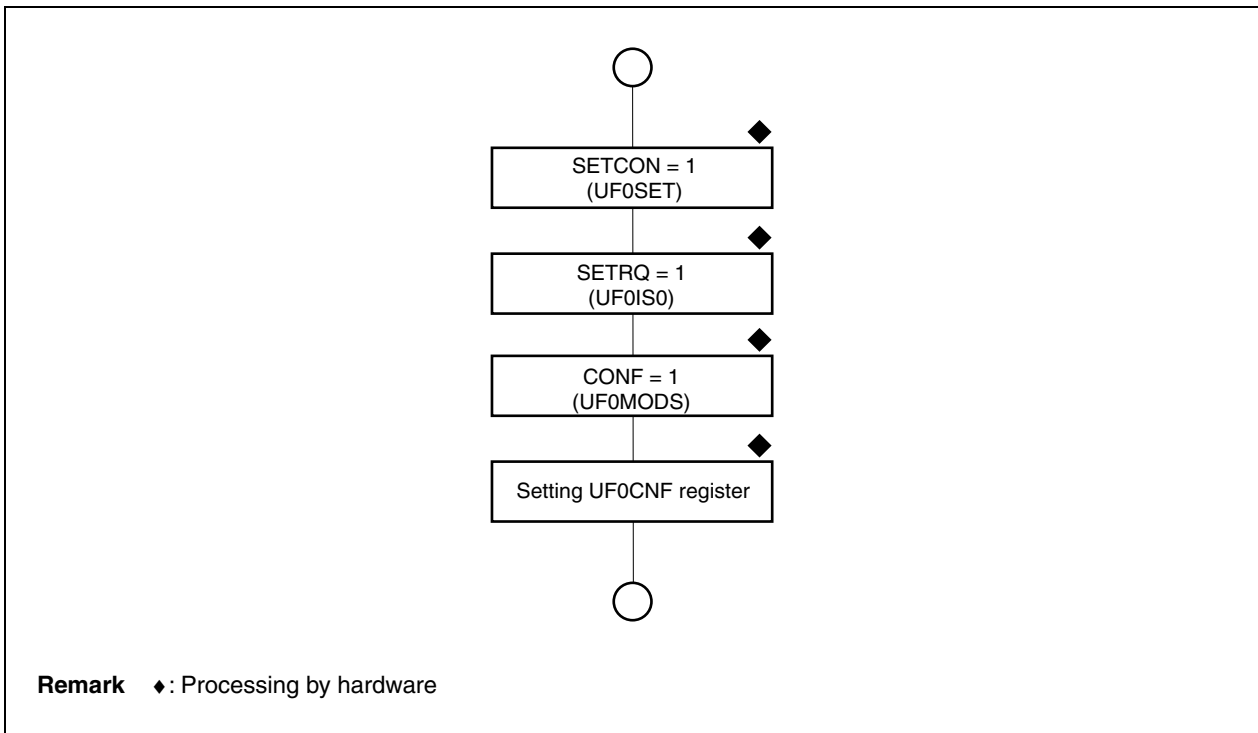 SETCON = 1
(UF0SET)
SETRQ = 1
(UF0IS0)
CONF = 1
(UF0MODS)
Setting UF0CNF register
Remark ♦: Processing by hardware